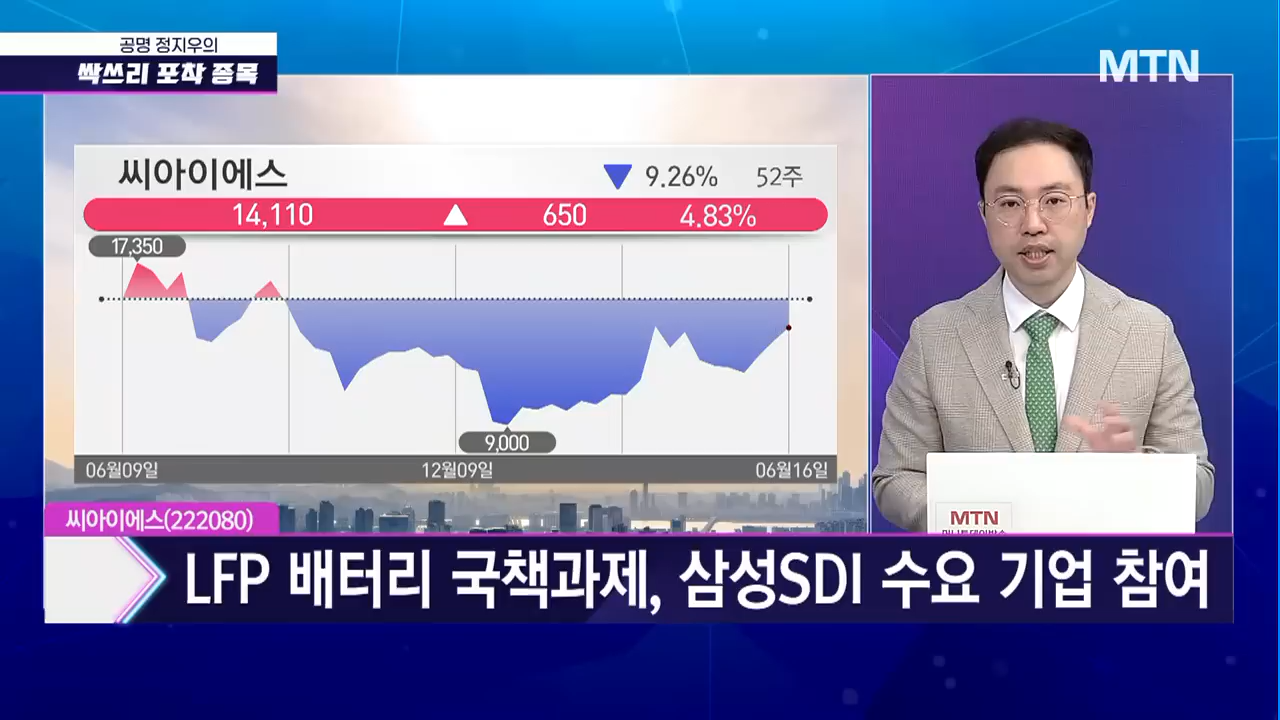 공명 정지우의
싹쓰리 포착 종목
MTN
씨아이에스 ▼ 9.26% 52주
14,110 ▲ 650 4.83%
17,350
9,000
06월09일 12월09일 06월16일
씨아이에스(222080)
MTN
LFP 배터리 국책과제, 삼성SDI 수요 기업 참여